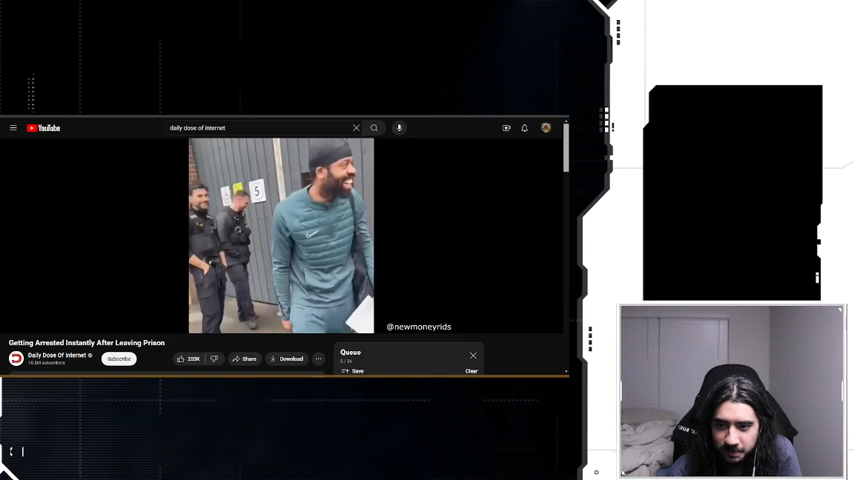 YouTube
daily dose of internet
5
@newmoneyrids
Getting Arrested Instantly After Leaving Prison
Daily Dose Of Internet
Subscribe
253K
Share
Download
Queue
Save
Clear